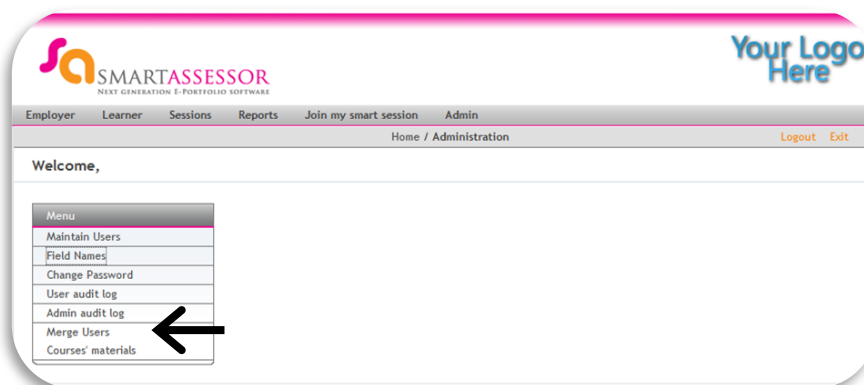 Sa SMARTASSESSOR
NEXT GENERATION E-PORTFOLIO SOFTWARE
Your Logo
Here
Employer Learner Sessions Reports Join my smart session Admin
Home / Administration Logout Exit
Welcome,
Menu
Maintain Users
Field Names
Change Password
User audit log
Admin audit log
Merge Users
Courses' materials